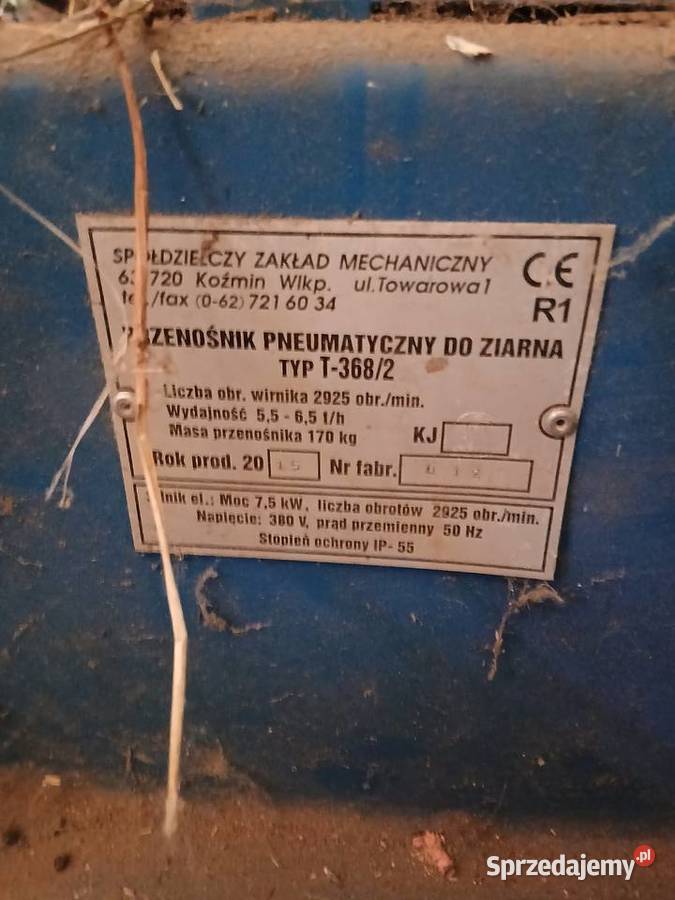 SPÓŁDZIELCZY ZAKŁAD MECHANICZNY
CE
63-720 Koźmin Wlkp. ul.Towarowa1
tel./fax (0-62) 721 60 34
R1
PRZENOŚNIK PNEUMATYCZNY DO ZIARNA
TYP T-368/2
Liczba obr. wirnika 2925 obr./min.
Wydajność 5,5 - 6,5 t/h
Masa przenośnika 170 kg
KJ
Rok prod. 20 15 Nr fabr.
Silnik el.: Moc 7,5 kW, liczba obrotów 2925 obr./min.
Napięcie: 380 V, prąd przemienny 50 Hz
Stopień ochrony IP- 55
Sprzedajemy.pl